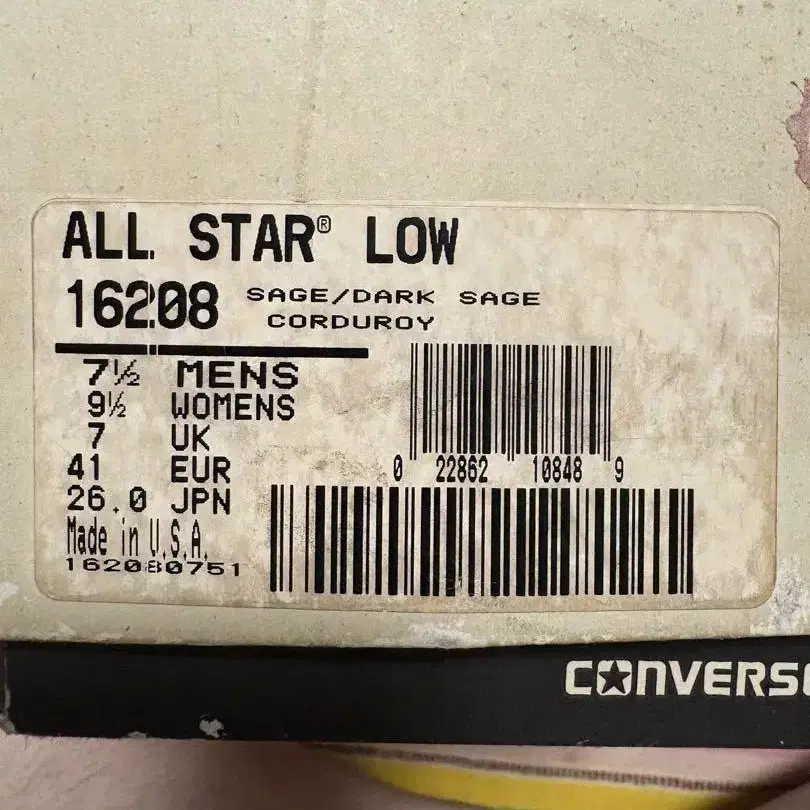 ALL STAR® LOW
16208 SAGE/DARK SAGE
CORDUROY
7½ MENS
9½ WOMENS
7 UK
41 EUR
26.0 JPN
Made in U.S.A.
162080751
0 22862 10848 9
CONVERSE